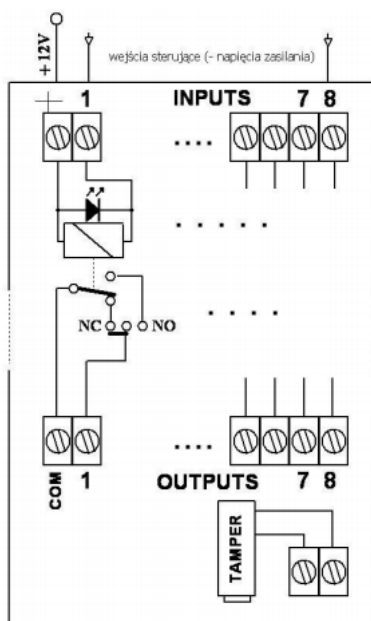 +12V
wejścia sterujące (- napięcia zasilania)
+ 1 INPUTS 7 8
NC NO
COM 1 OUTPUTS 7 8
TAMPER